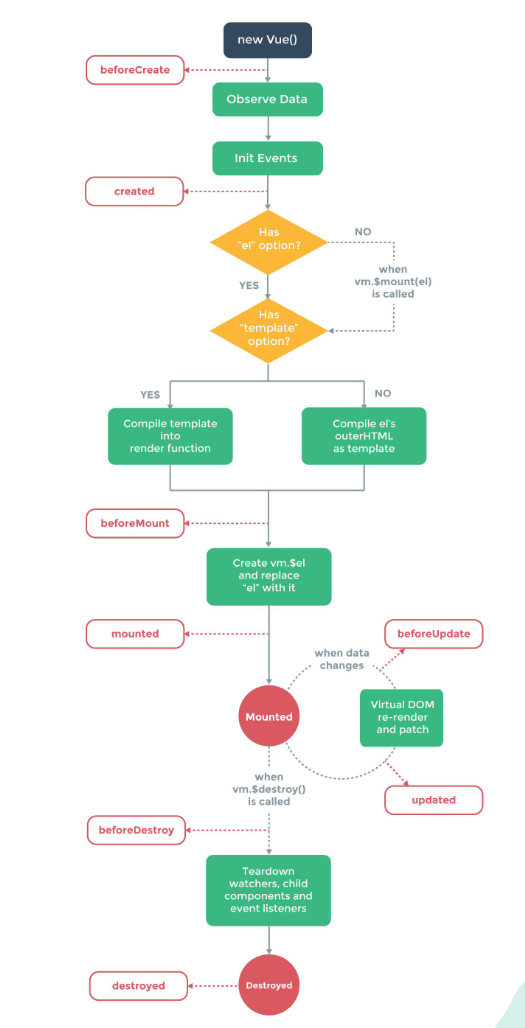 new Vue()
beforeCreate
Observe Data
Init Events
created
Has
"el" option?
NO
when
vm.$mount(el)
is called
YES
Has
"template"
option?
YES
NO
Compile template
into
render function
Compile el's
outerHTML
as template
beforeMount
Create vm.$el
and replace
"el" with it
mounted
when data
changes
beforeUpdate
Mounted
Virtual DOM
re-render
and patch
updated
when
vm.$destroy()
is called
beforeDestroy
Teardown
watchers, child
components and
event listeners
destroyed
Destroyed